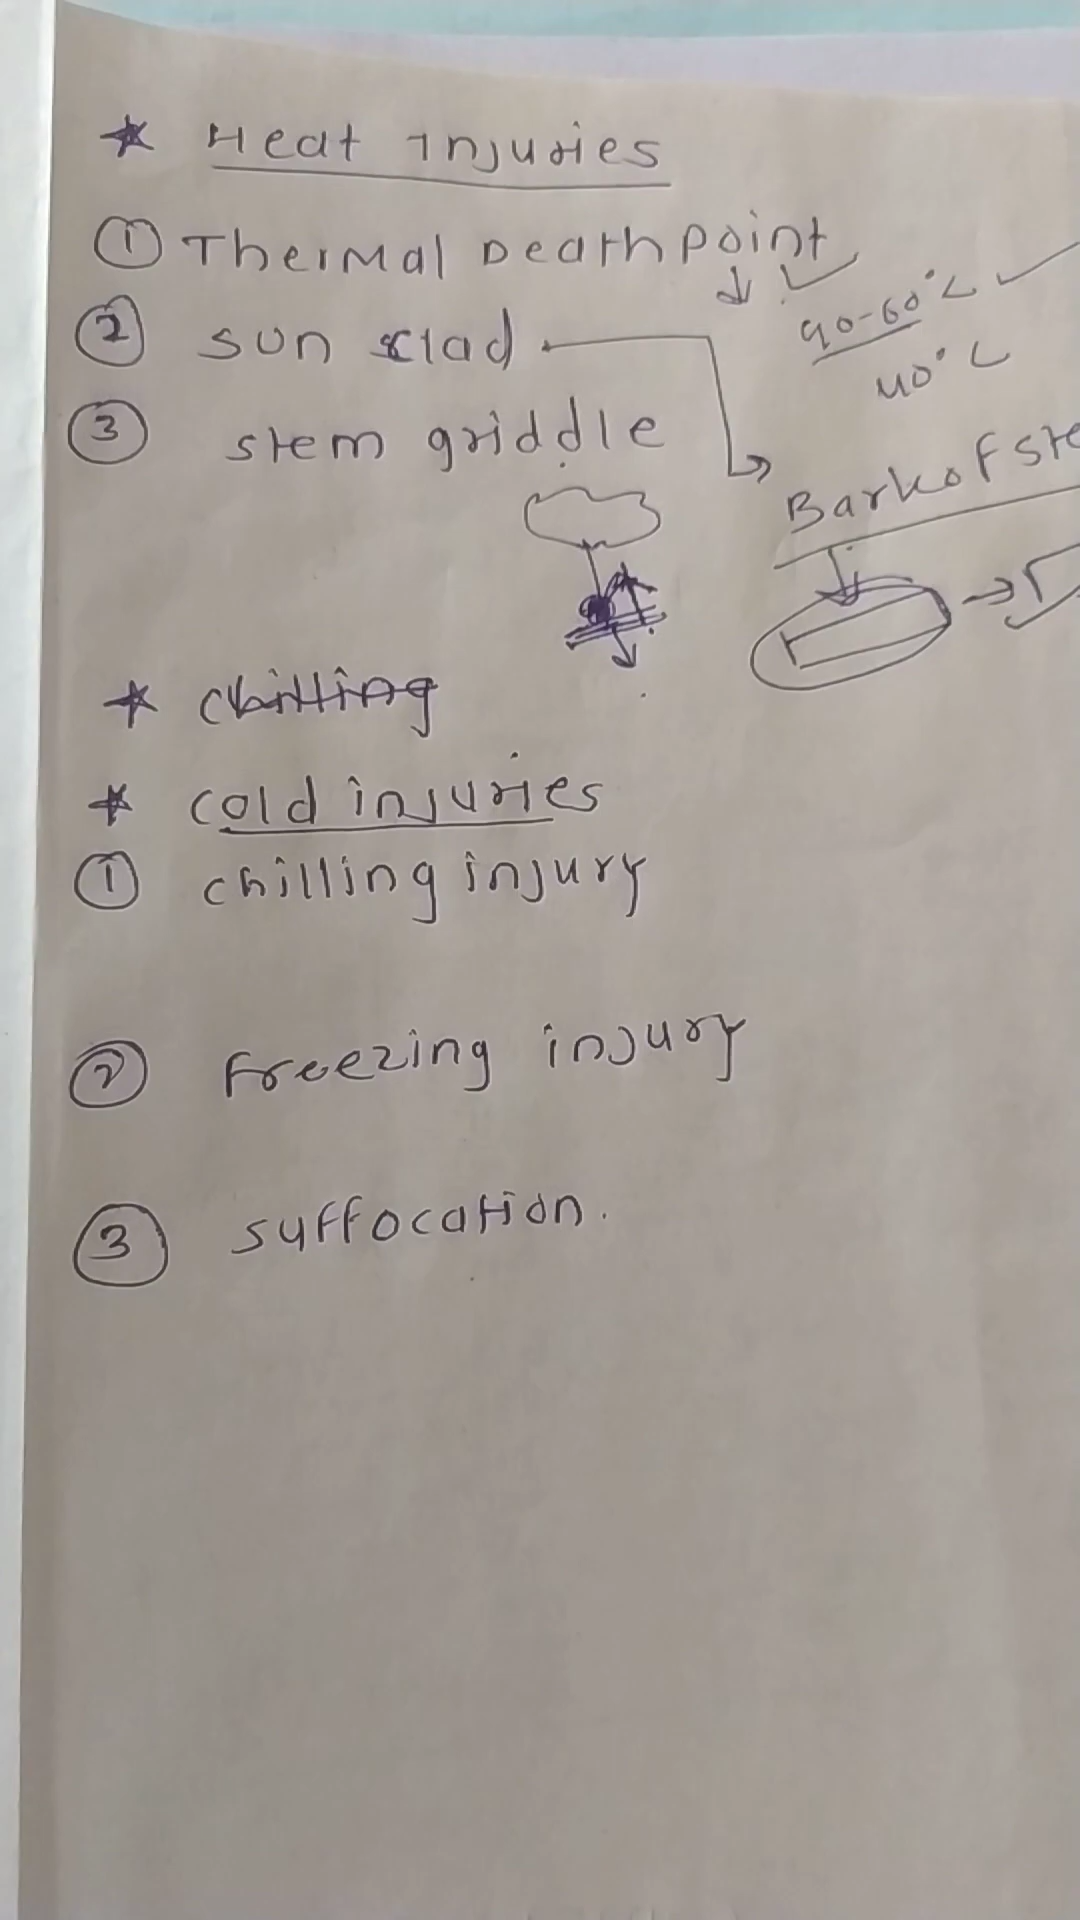 * Heat injuries
① Thermal Death point
90-60°C
② sun clad
40°C
③ stem griddle
Bark of ste
* chilling
* cold injuries
① chilling injury
② Freezing injury
③ suffocation.